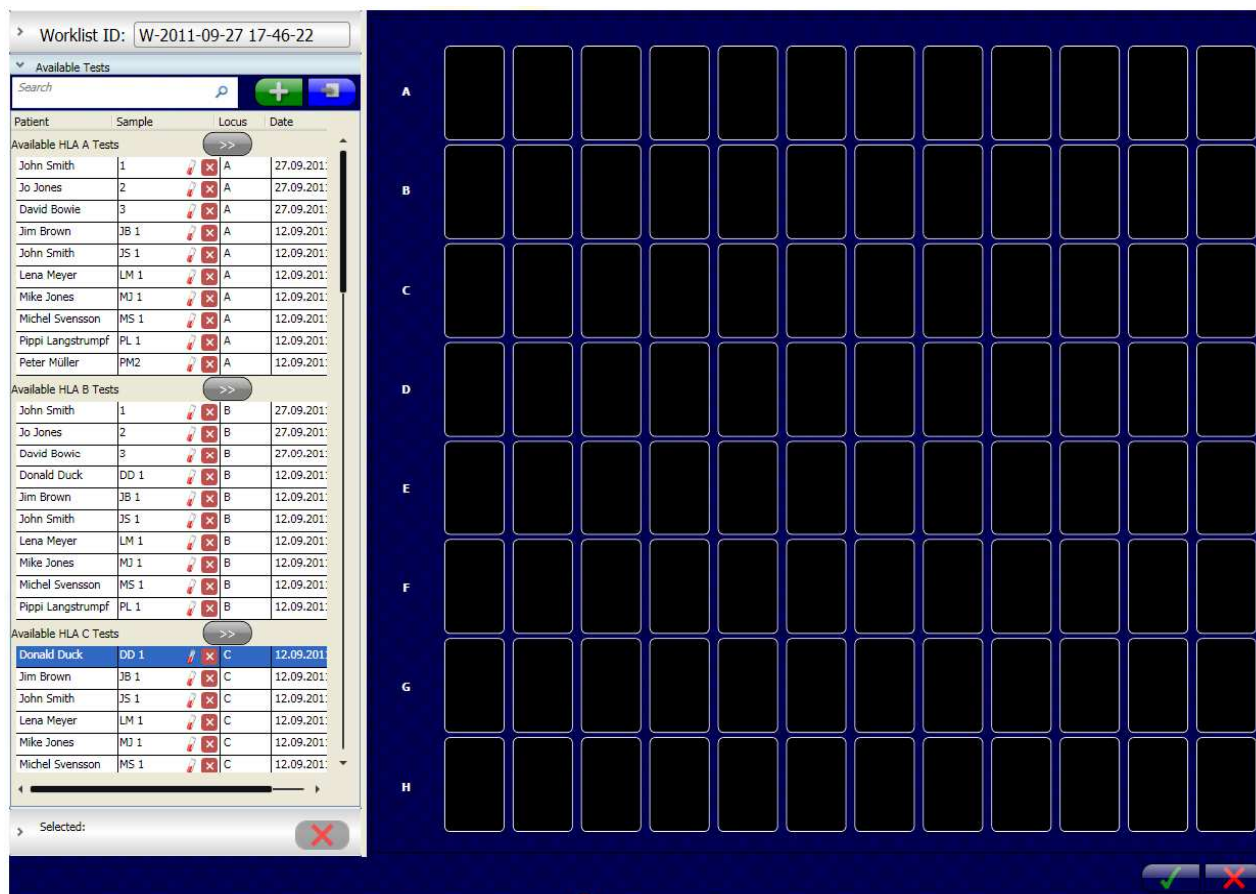 Worklist ID: W-2011-09-27 17-46-22
Available Tests
Search
Patient Sample Locus Date
Available HLA A Tests >>
John Smith 1 A 27.09.201
Jo Jones 2 A 27.09.201
David Bowie 3 A 27.09.201
Jim Brown JB 1 A 12.09.201
John Smith JS 1 A 12.09.201
Lena Meyer LM 1 A 12.09.201
Mike Jones MJ 1 A 12.09.201
Michel Svensson MS 1 A 12.09.201
Pippi Langstrumpf PL 1 A 12.09.201
Peter Müller PM2 A 12.09.201
Available HLA B Tests >>
John Smith 1 B 27.09.201
Jo Jones 2 B 27.09.201
David Bowie 3 B 27.09.201
Donald Duck DD 1 B 12.09.201
Jim Brown JB 1 B 12.09.201
John Smith JS 1 B 12.09.201
Lena Meyer LM 1 B 12.09.201
Mike Jones MJ 1 B 12.09.201
Michel Svensson MS 1 B 12.09.201
Pippi Langstrumpf PL 1 B 12.09.201
Available HLA C Tests >>
Donald Duck DD 1 C 12.09.201
Jim Brown JB 1 C 12.09.201
John Smith JS 1 C 12.09.201
Lena Meyer LM 1 C 12.09.201
Mike Jones MJ 1 C 12.09.201
Michel Svensson MS 1 C 12.09.201
Selected:
A
B
C
D
E
F
G
H